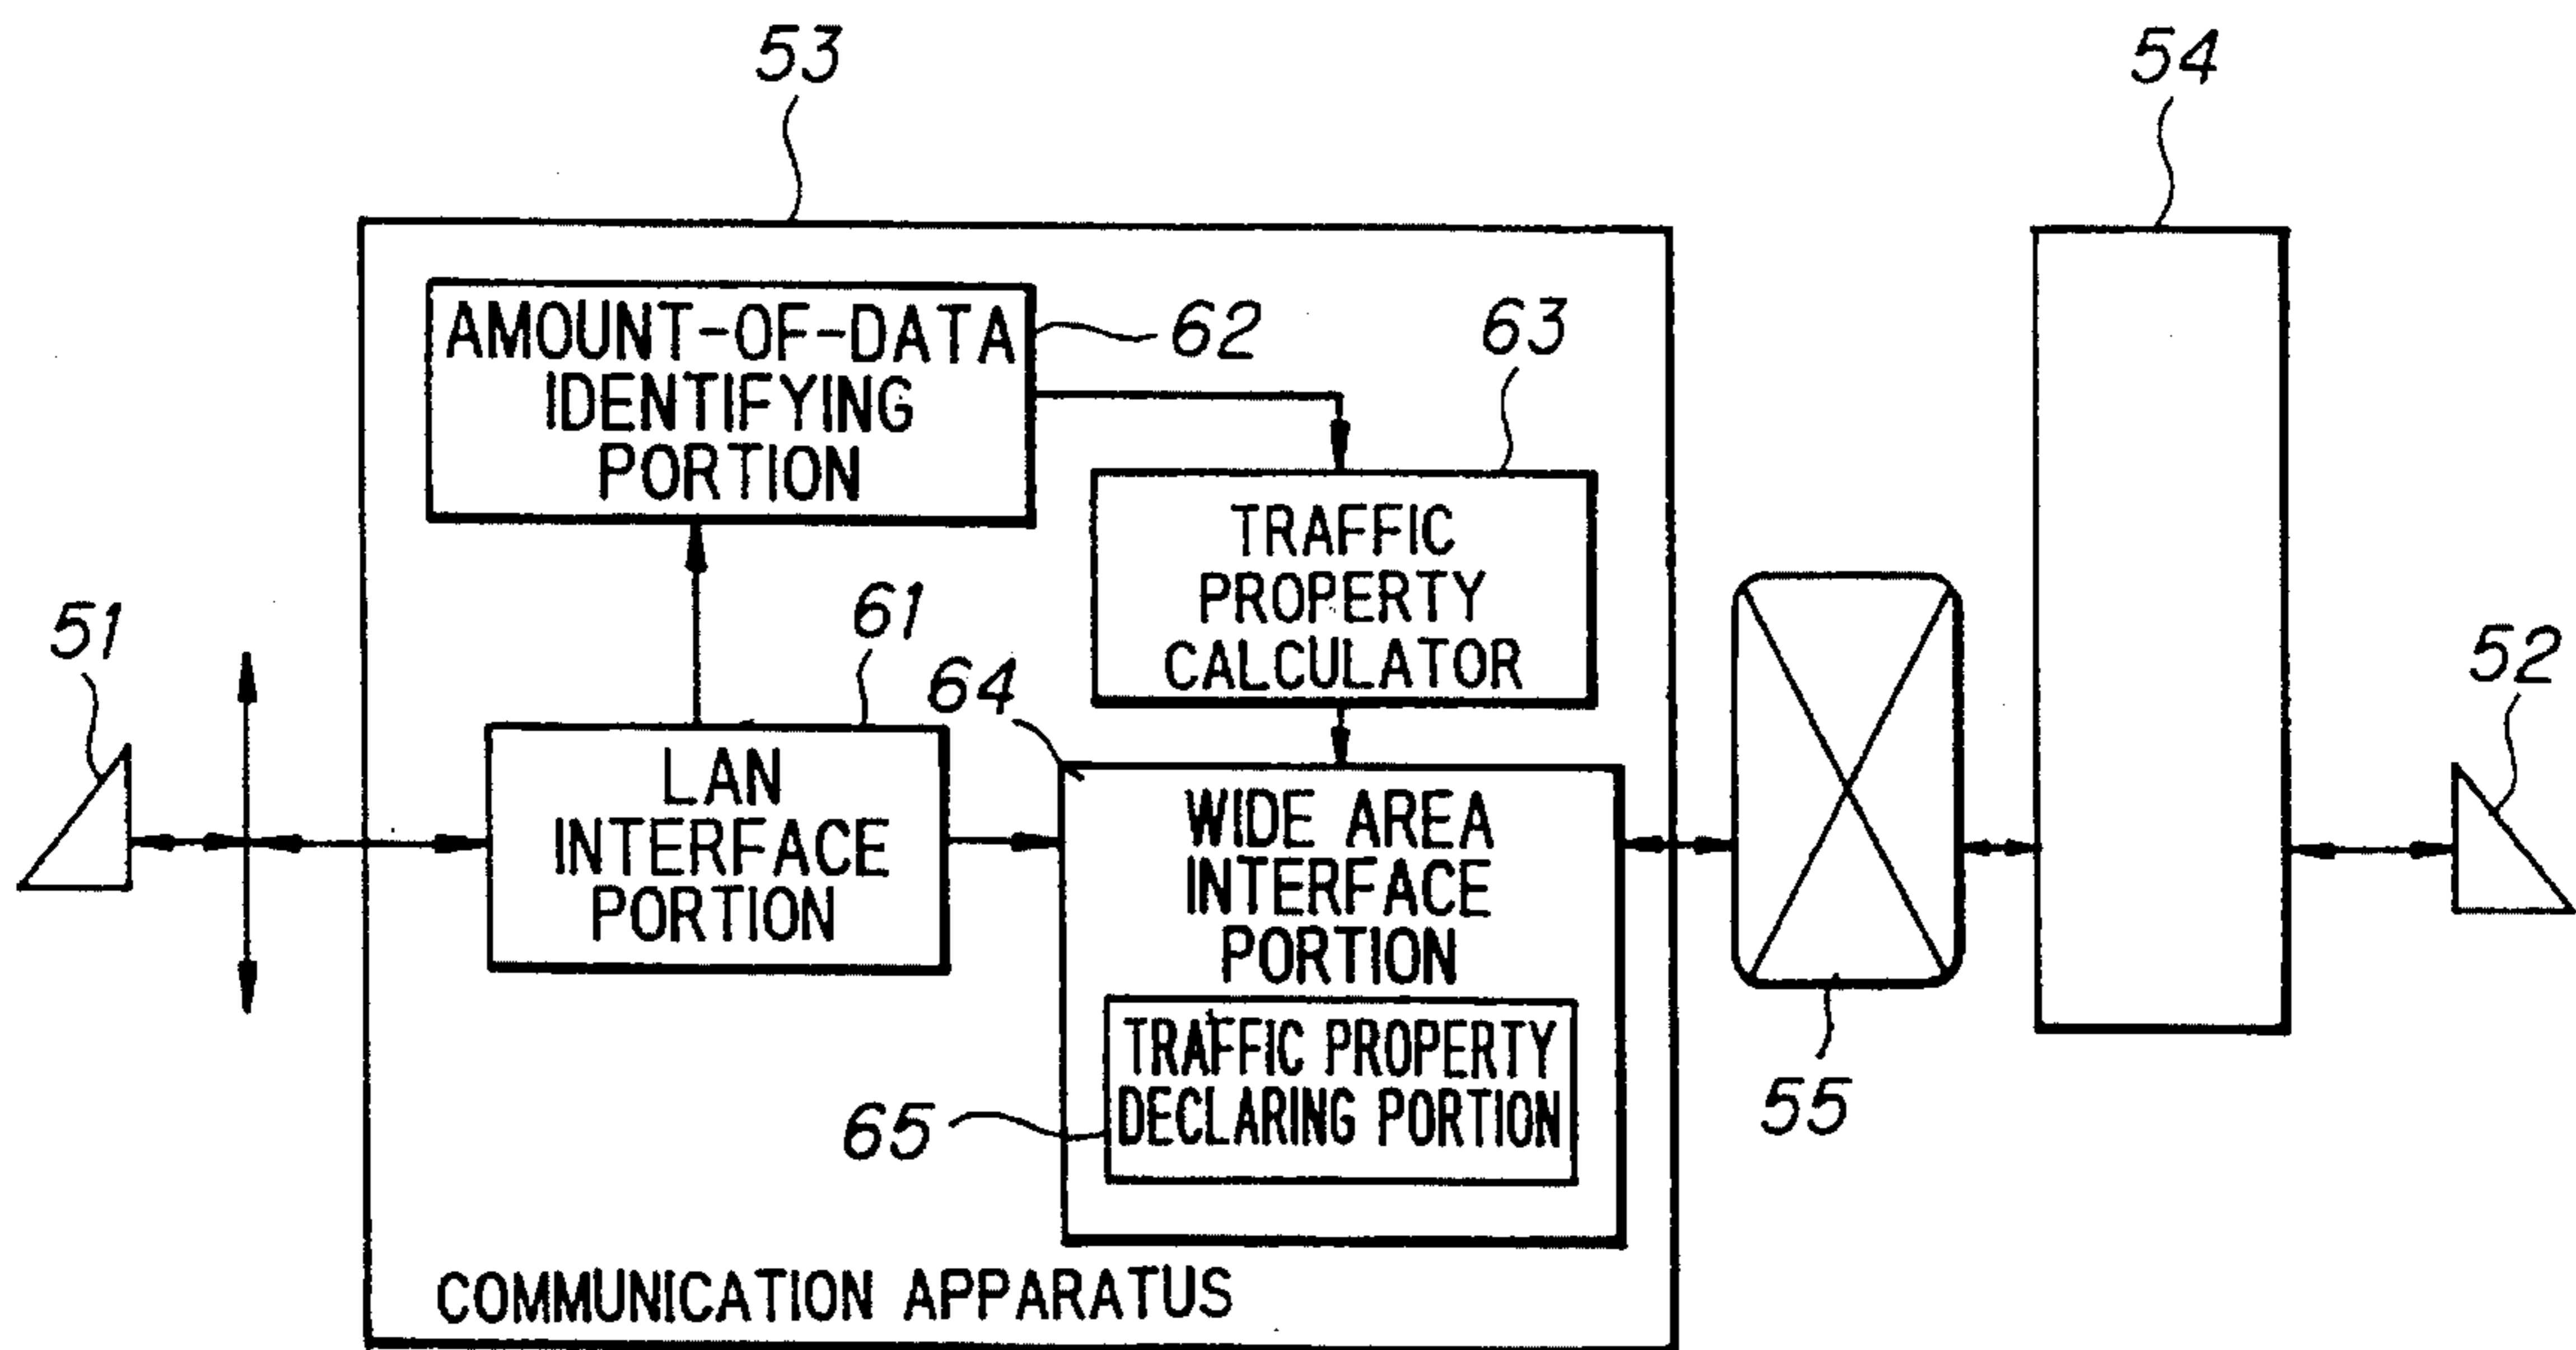 53
54
AMOUNT-OF-DATA
IDENTIFYING
PORTION
62
63
TRAFFIC
PROPERTY
CALCULATOR
51
61
64
52
LAN
INTERFACE
PORTION
WIDE AREA
INTERFACE
PORTION
TRAFFIC PROPERTY
DECLARING PORTION
65
55
COMMUNICATION APPARATUS